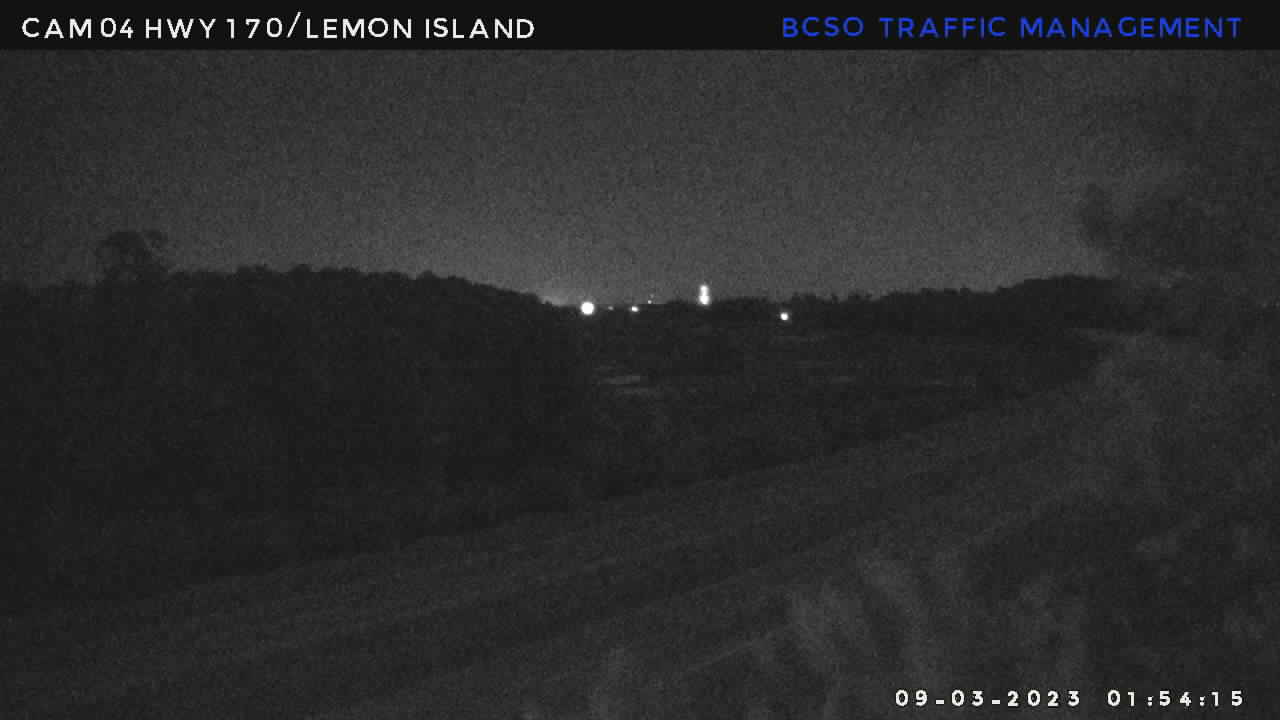 CAM04 HWY 170/LEMON ISLAND
BCSO TRAFFIC MANAGEMENT
09-03-2023 01:54:15